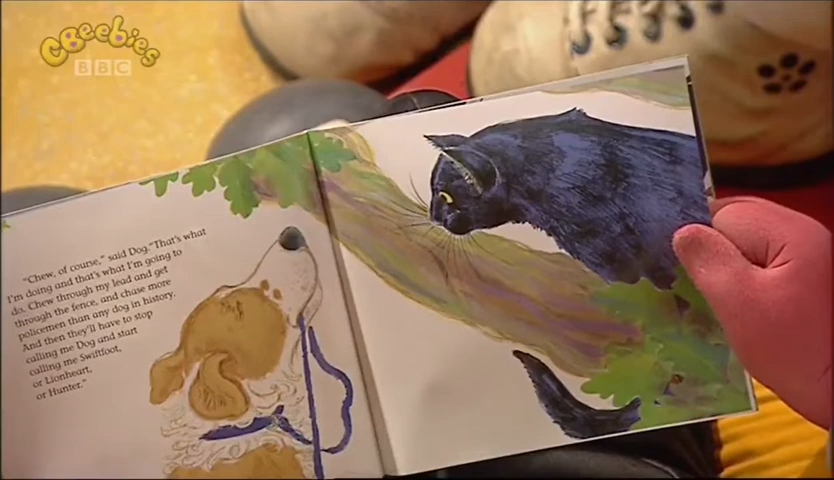 CBeebies
BBC
"Chew, of course," said Dog. "That's what
I'm doing and that's what I'm going to
do. Chew through my lead and get
through the fence, and chase more
policemen than any dog in history.
And then they'll have to stop
calling me Dog and start
calling me Swiftfoot,
or Lionheart,
or Hunter."